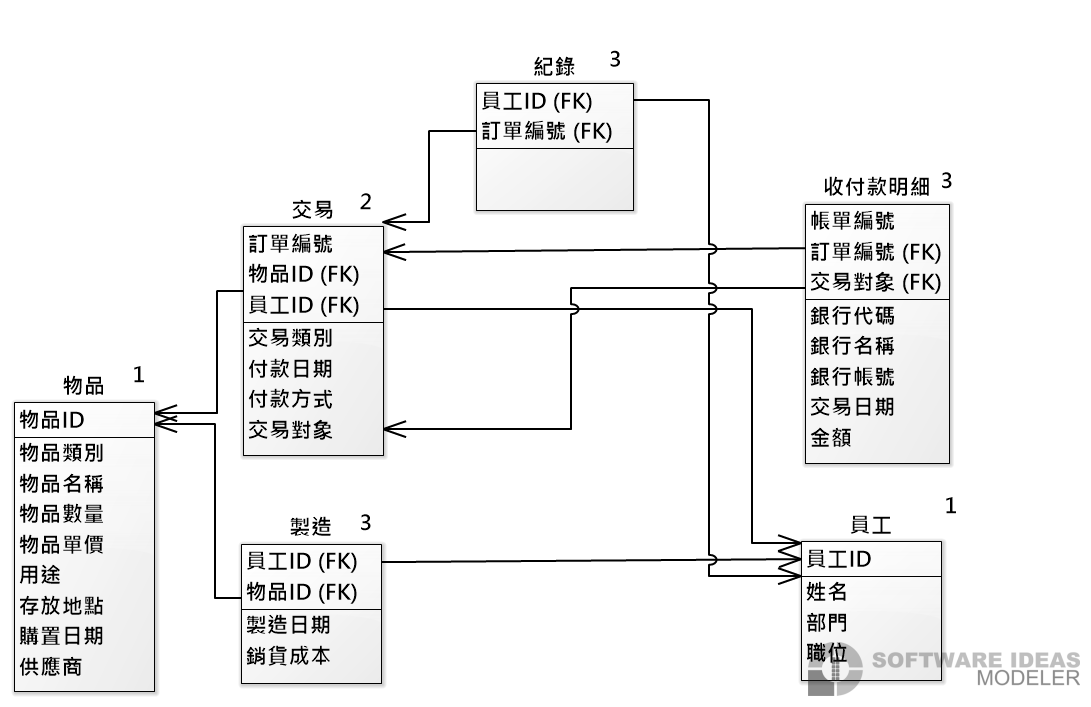 紀錄 3
員工ID (FK)
訂單編號 (FK)
收付款明細 3
帳單編號
訂單編號 (FK)
交易對象 (FK)
銀行代碼
銀行名稱
銀行帳號
交易日期
金額
交易 2
訂單編號
物品ID (FK)
員工ID (FK)
交易類別
付款日期
付款方式
交易對象
物品 1
物品ID
物品類別
物品名稱
物品數量
物品單價
用途
存放地點
購置日期
供應商
製造 3
員工ID (FK)
物品ID (FK)
製造日期
銷貨成本
員工 1
員工ID
姓名
部門
職位
SOFTWARE IDEAS
MODELER